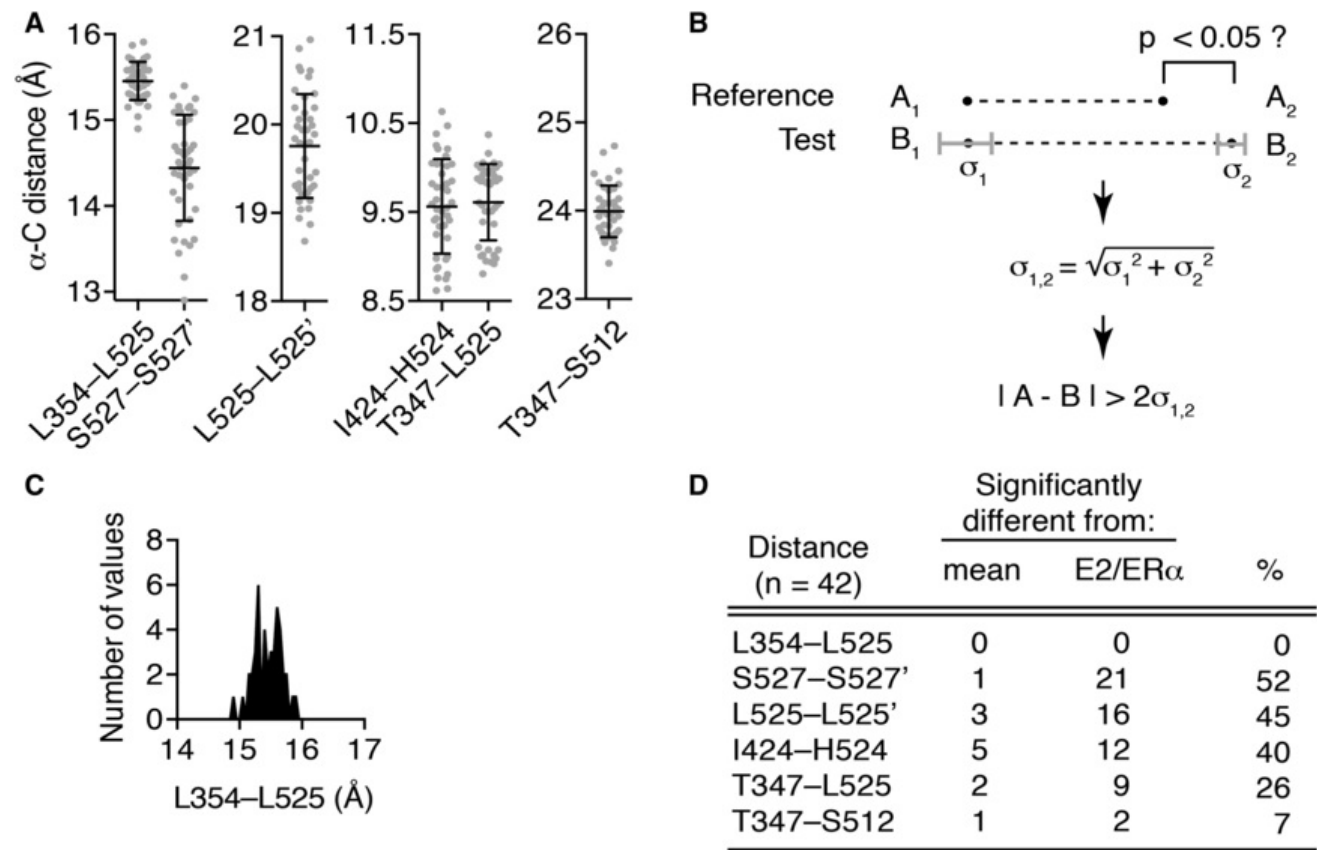 A
α-C distance (Å)
16
15
14
13
21
20
19
18
11.5
10.5
9.5
8.5
26
25
24
23
L354–L525
S527–S527’
L525–L525’
I424–H524
T347–L525
T347–S512
B
p < 0.05 ?
Reference A₁ A₂
Test B₁ B₂
σ₁ σ₂
σ₁,₂ = √σ₁² + σ₂²
| A - B | > 2σ₁,₂
C
Number of values
8
6
4
2
0
14 15 16 17
L354–L525 (Å)
D
Significantly
different from:
Distance
(n = 42) mean E2/ERα %
L354–L525 0 0 0
S527–S527’ 1 21 52
L525–L525’ 3 16 45
I424–H524 5 12 40
T347–L525 2 9 26
T347–S512 1 2 7